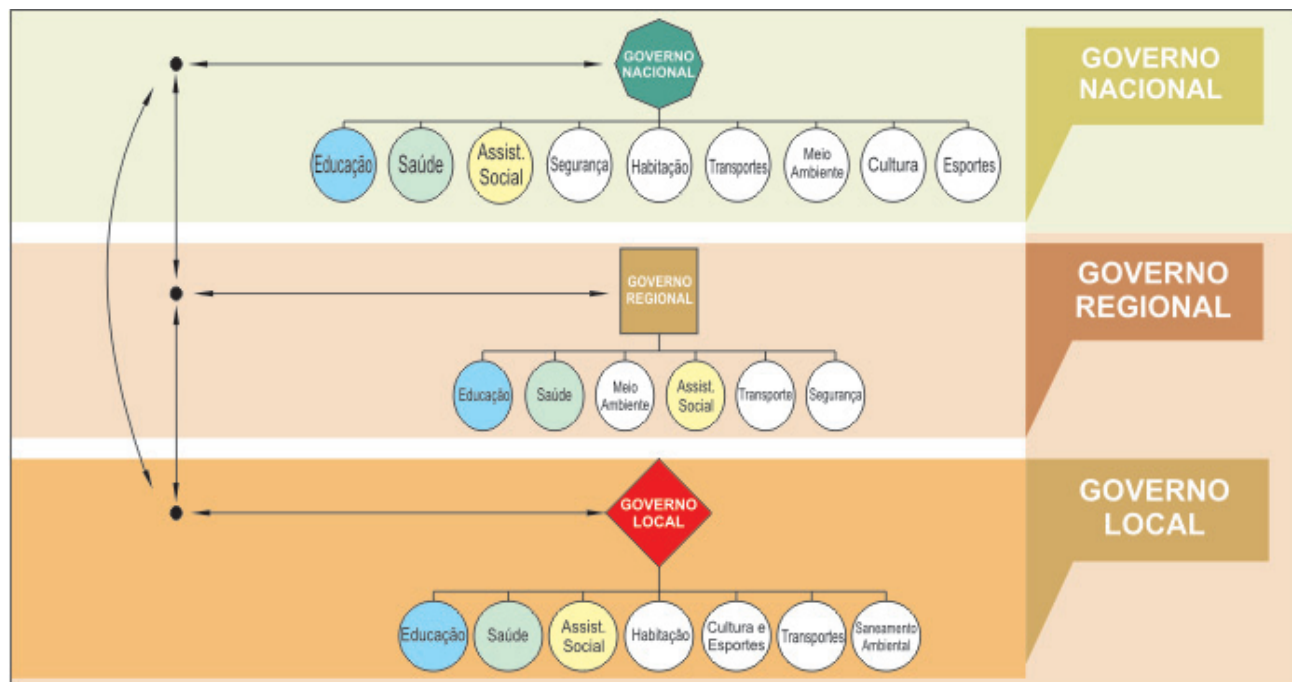 GOVERNO
NACIONAL
GOVERNO
NACIONAL
Educação
Saúde
Assist.
Social
Segurança
Habitação
Transportes
Meio
Ambiente
Cultura
Esportes
GOVERNO
REGIONAL
GOVERNO
REGIONAL
Educação
Saúde
Meio
Ambiente
Assist.
Social
Transporte
Segurança
GOVERNO
LOCAL
GOVERNO
LOCAL
Educação
Saúde
Assist.
Social
Habitação
Cultura e
Esportes
Transportes
Saneamento
Ambiental